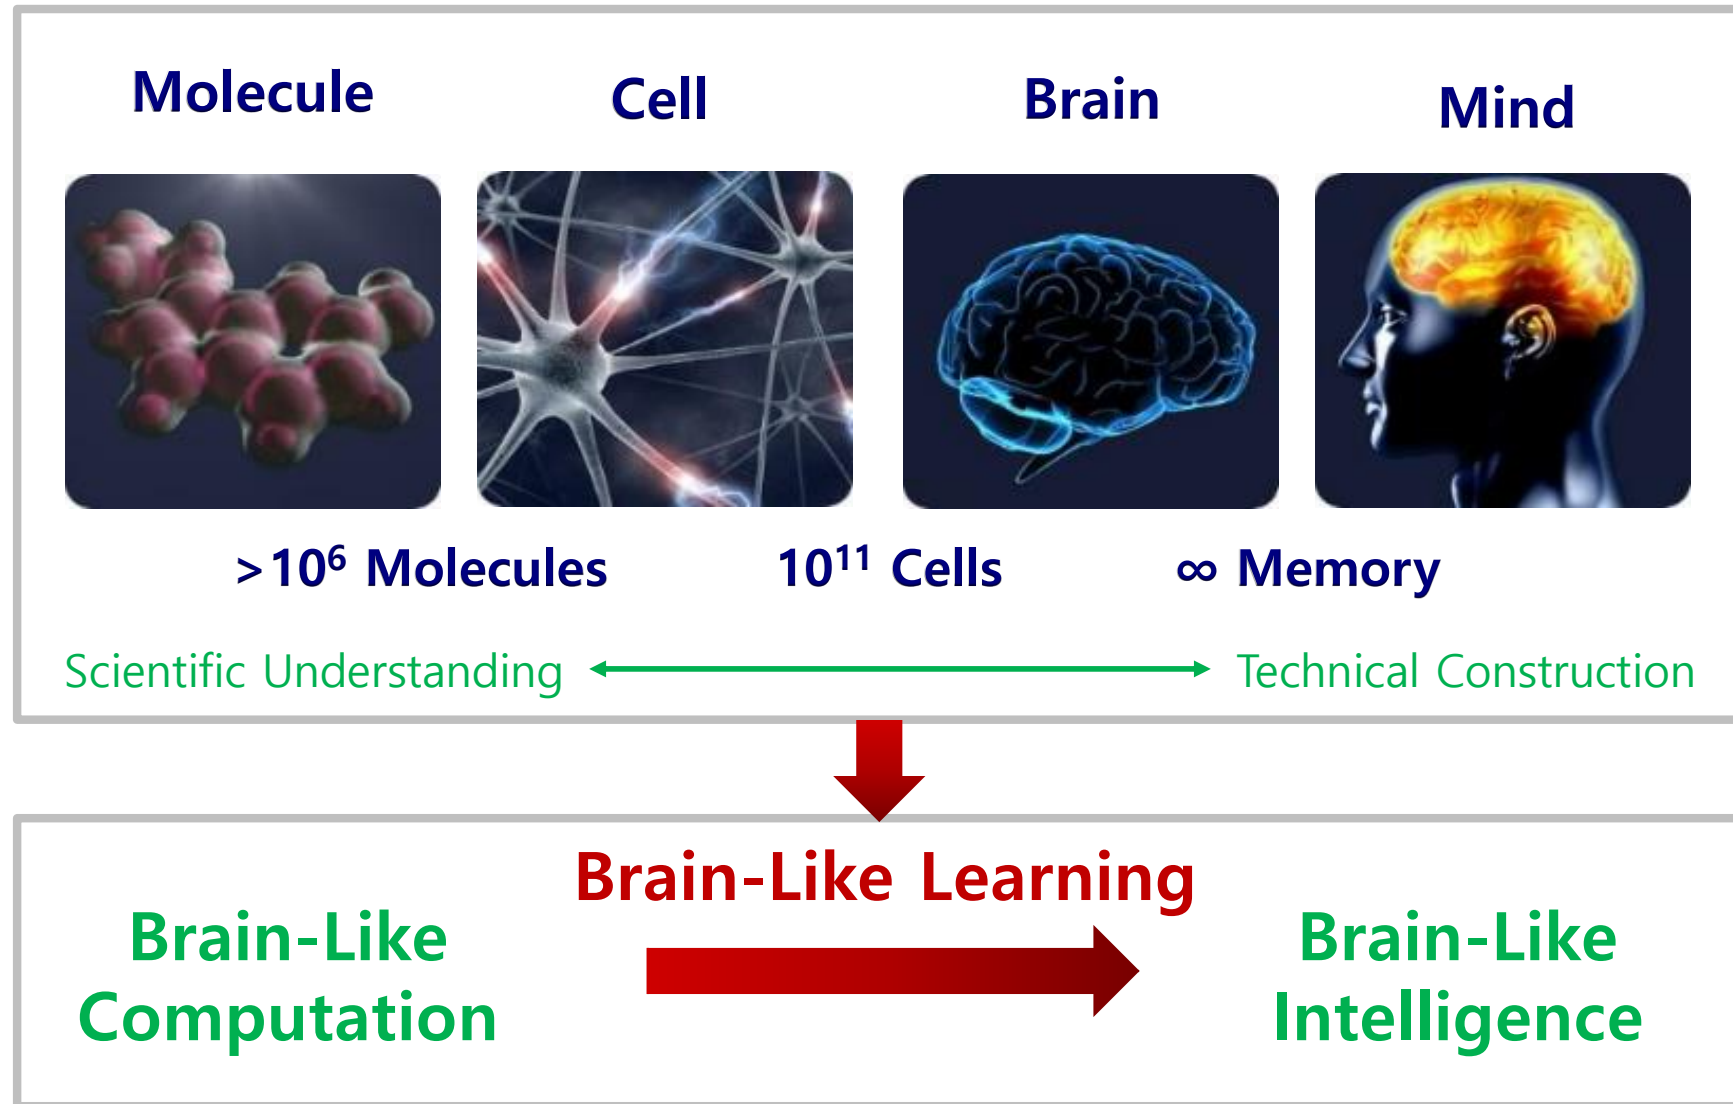 Molecule Cell Brain Mind
>10⁶ Molecules 10¹¹ Cells ∞ Memory
Scientific Understanding Technical Construction
Brain-Like Learning
Brain-Like
Computation
Brain-Like
Intelligence